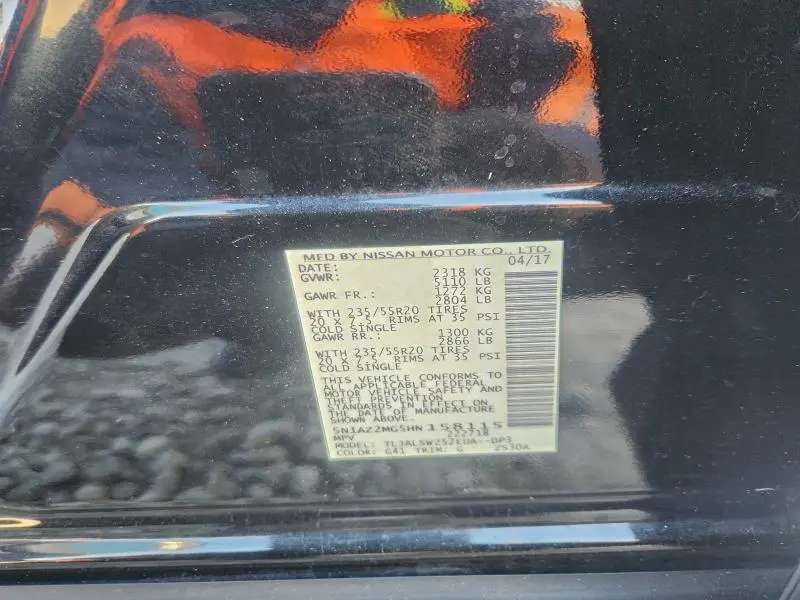 MFD BY NISSAN MOTOR CO., LTD.
DATE: 04/17
GVWR: 2318 KG
5110 LB
GAWR FR.: 1272 KG
2804 LB
WITH 235/55R20 TIRES
20 X 7.5 RIMS AT 35 PSI
COLD SINGLE
GAWR RR.: 1300 KG
2866 LB
WITH 235/55R20 TIRES
20 X 7.5 RIMS AT 35 PSI
COLD SINGLE
THIS VEHICLE CONFORMS TO
ALL APPLICABLE FEDERAL
MOTOR VEHICLE SAFETY AND
THEFT PREVENTION
STANDARDS IN EFFECT ON
THE DATE OF MANUFACTURE
5N1AZ2MG5HN158115
MPV 222718
MODEL: TL3ALSWZ52EUA--DP3
COLOR: G41 TRIM: G Z530A